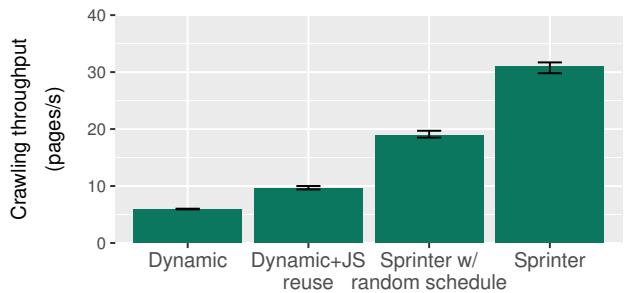 Crawling throughput
(pages/s)
40
30
20
10
0
Dynamic
Dynamic+JS
reuse
Sprinter w/
random schedule
Sprinter